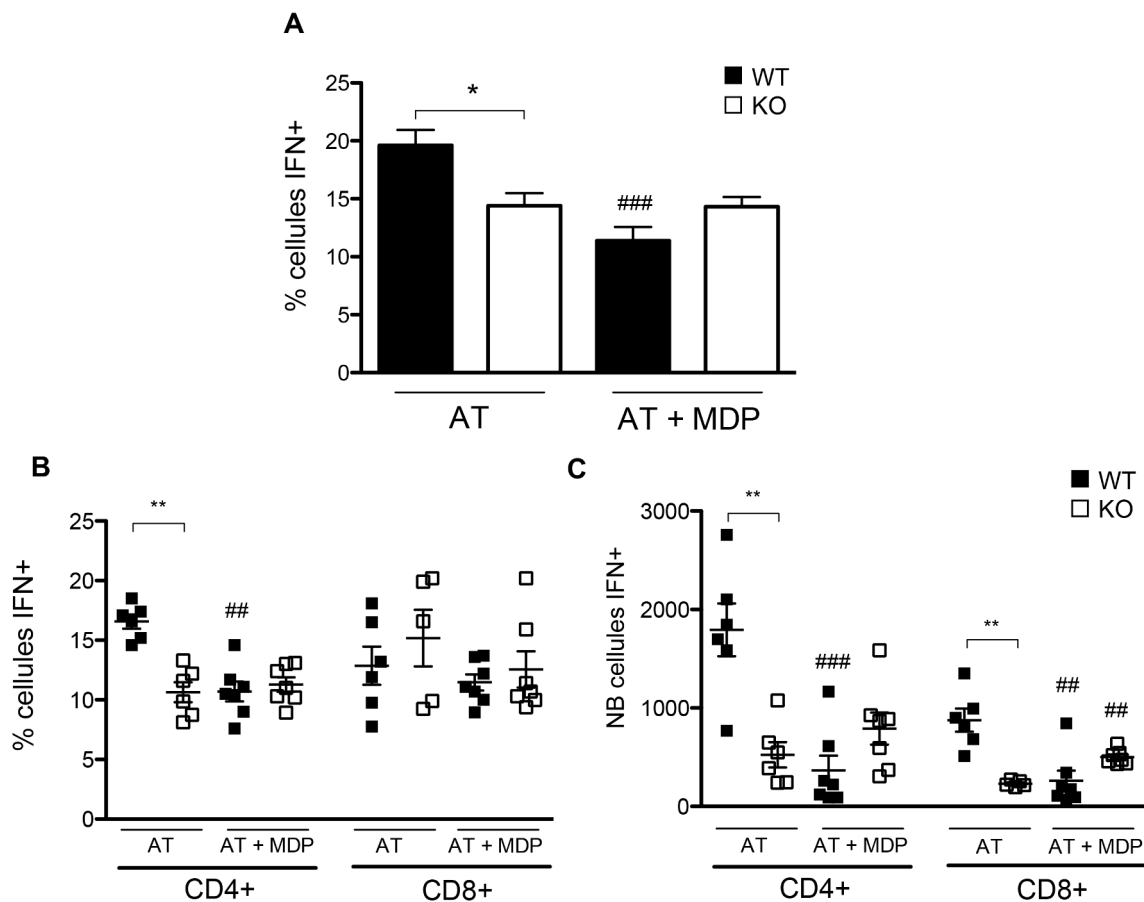 A
WT
KO
% cellules IFN+
25
20
15
10
5
0
*
###
AT
AT + MDP
B
% cellules IFN+
25
20
15
10
5
0
**
##
AT
AT + MDP
AT
AT + MDP
CD4+
CD8+
C
WT
KO
NB cellules IFN+
3000
2000
1000
0
**
###
**
##
##
AT
AT + MDP
AT
AT + MDP
CD4+
CD8+